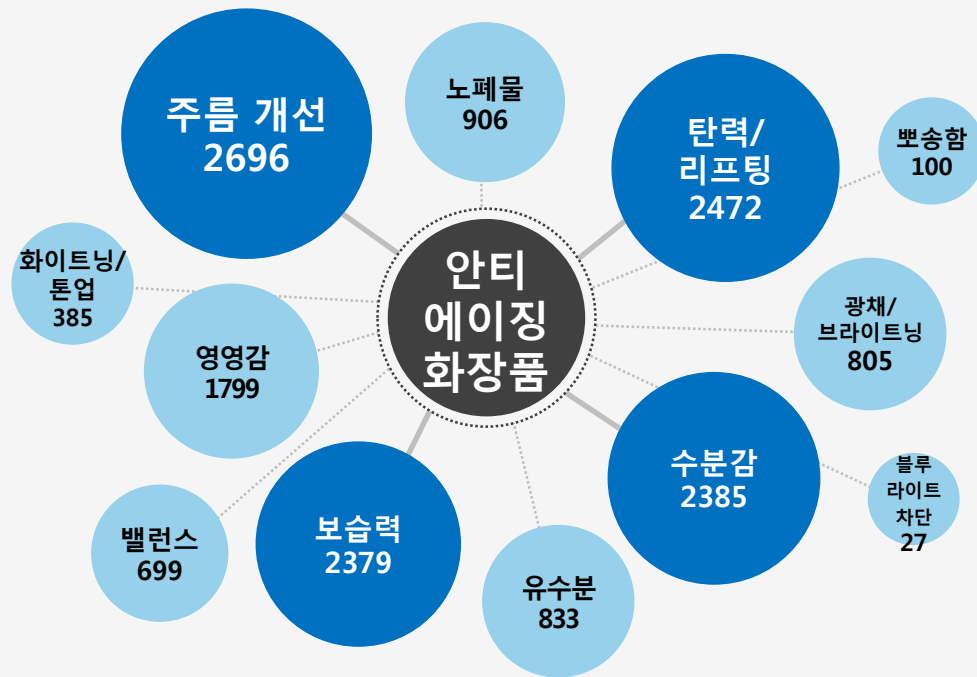 주름 개선
2696
노폐물
906
탄력/
리프팅
2472
뽀송함
100
화이트닝/
톤업
385
안티
에이징
화장품
영영감
1799
광채/
브라이트닝
805
수분감
2385
블루
라이트
차단
27
밸런스
699
보습력
2379
유수분
833